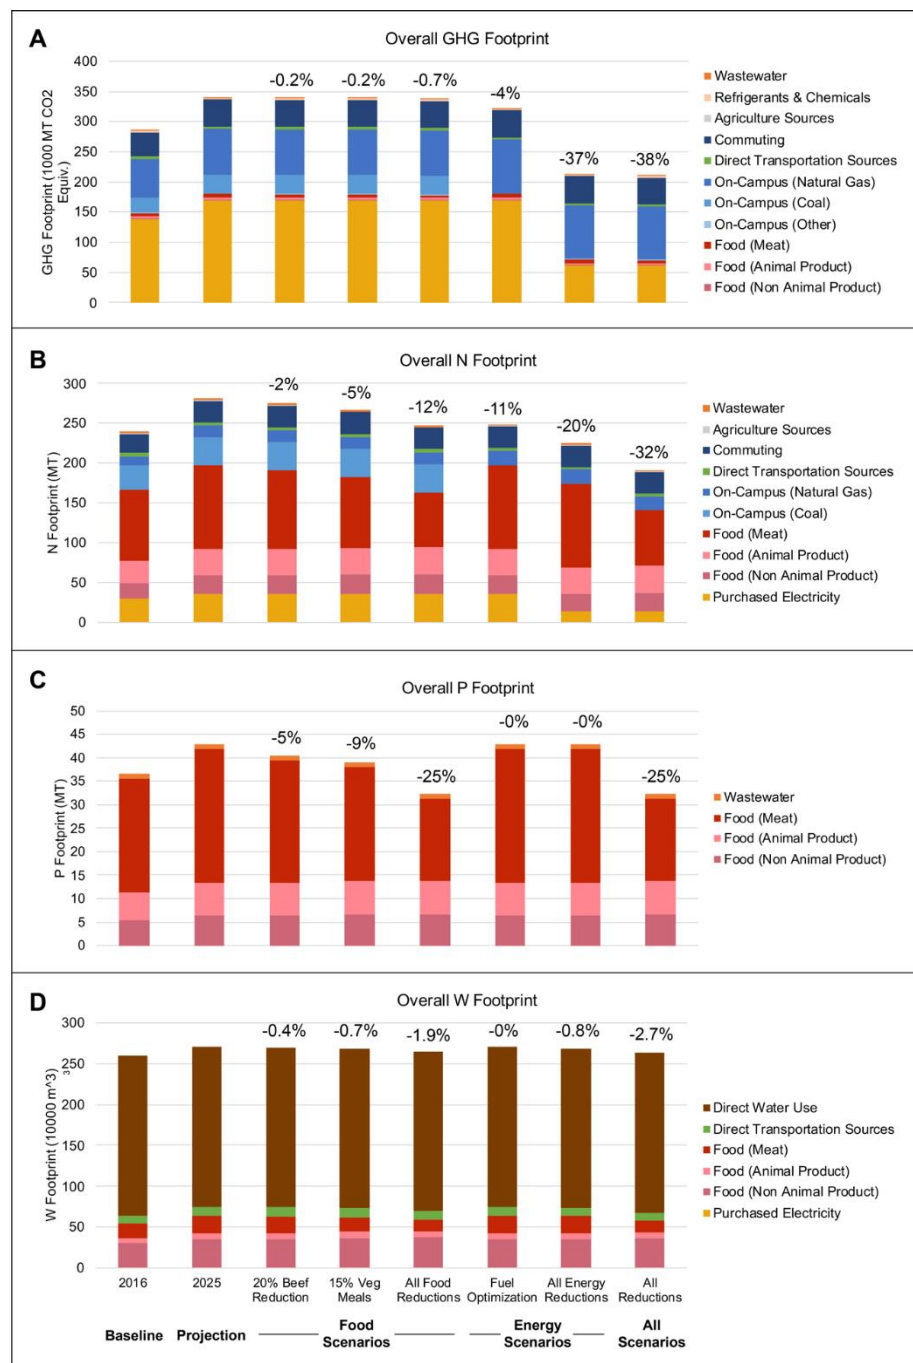 A
Overall GHG Footprint
GHG Footprint (1000 MT CO2
Equiv.)
400
350
300
250
200
150
100
50
0
-0.2%
-0.2%
-0.7%
-4%
-37%
-38%
Wastewater
Refrigerants & Chemicals
Agriculture Sources
Commuting
Direct Transportation Sources
On-Campus (Natural Gas)
On-Campus (Coal)
On-Campus (Other)
Food (Meat)
Food (Animal Product)
Food (Non Animal Product)
B
Overall N Footprint
N Footprint (MT)
300
250
200
150
100
50
0
-2%
-5%
-12%
-11%
-20%
-32%
Wastewater
Agriculture Sources
Commuting
Direct Transportation Sources
On-Campus (Natural Gas)
On-Campus (Coal)
Food (Meat)
Food (Animal Product)
Food (Non Animal Product)
Purchased Electricity
C
Overall P Footprint
P Footprint (MT)
50
45
40
35
30
25
20
15
10
5
0
-5%
-9%
-25%
-0%
-0%
-25%
Wastewater
Food (Meat)
Food (Animal Product)
Food (Non Animal Product)
D
Overall W Footprint
W Footprint (10000 m^3)
3
300
250
200
150
100
50
0
-0.4%
-0.7%
-1.9%
-0%
-0.8%
-2.7%
Direct Water Use
Direct Transportation Sources
Food (Meat)
Food (Animal Product)
Food (Non Animal Product)
Purchased Electricity
2016
2025
20% Beef
Reduction
15% Veg
Meals
All Food
Reductions
Fuel
Optimization
All Energy
Reductions
All
Reductions
Baseline
Projection
Food
Scenarios
Energy
Scenarios
All
Scenarios